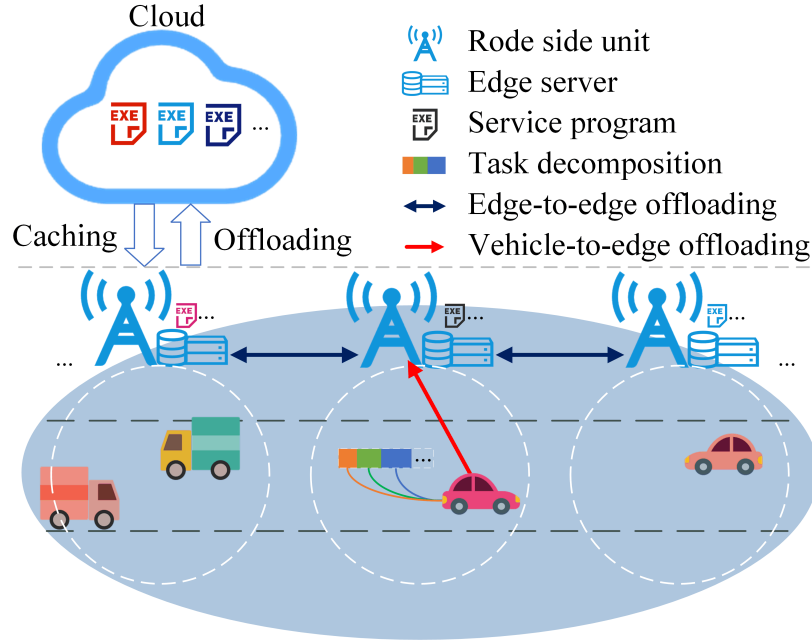 Cloud
EXE EXE EXE ...
Caching
Offloading
Rode side unit
Edge server
EXE
Service program
Task decomposition
Edge-to-edge offloading
Vehicle-to-edge offloading
EXE ...
EXE ...
EXE ...
...
...
...